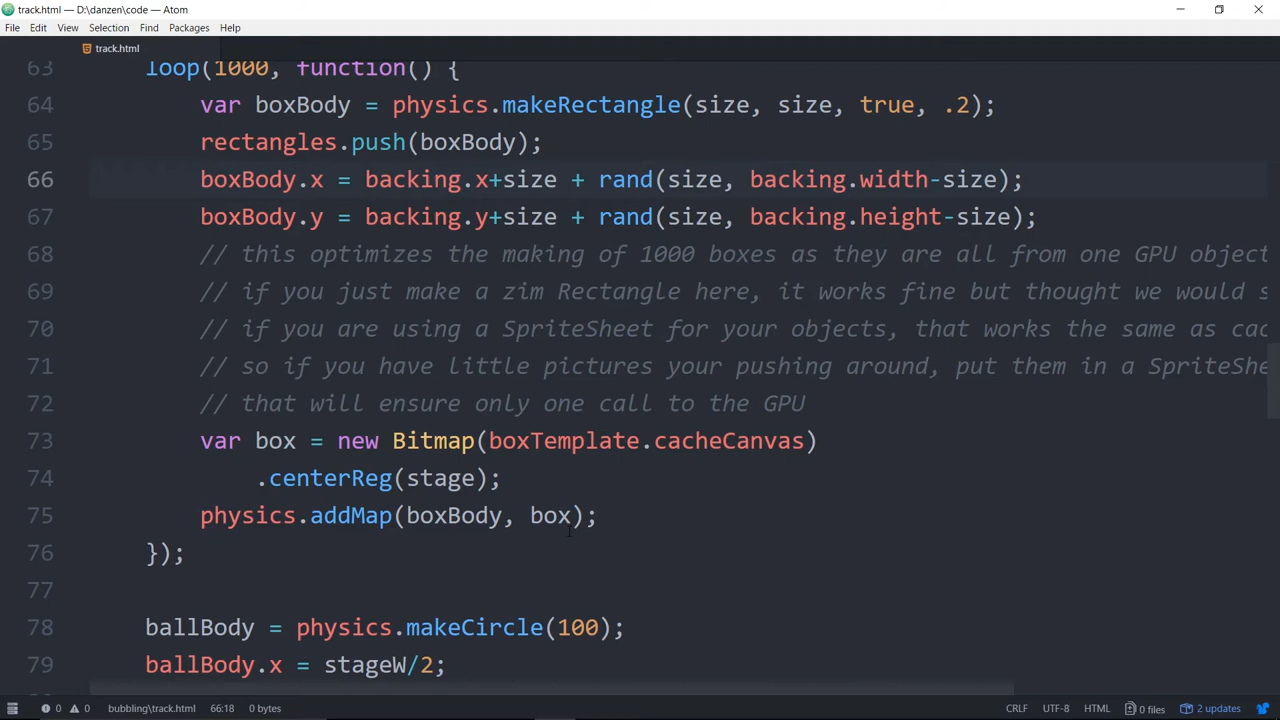 track.html — D:\danzen\code — Atom
File Edit View Selection Find Packages Help
track.html
63 loop(1000, function() {
64 var boxBody = physics.makeRectangle(size, size, true, .2);
65 rectangles.push(boxBody);
66 boxBody.x = backing.x+size + rand(size, backing.width-size);
67 boxBody.y = backing.y+size + rand(size, backing.height-size);
68 // this optimizes the making of 1000 boxes as they are all from one GPU object
69 // if you just make a zim Rectangle here, it works fine but thought we would s
70 // if you are using a SpriteSheet for your objects, that works the same as cac
71 // so if you have little pictures your pushing around, put them in a SpriteShe
72 // that will ensure only one call to the GPU
73 var box = new Bitmap(boxTemplate.cacheCanvas)
74 .centerReg(stage);
75 physics.addMap(boxBody, box);
76 });
77
78 ballBody = physics.makeCircle(100);
79 ballBody.x = stageW/2;
0 0 bubbling\track.html 66:18 0 bytes CRLF UTF-8 HTML 0 files 2 updates